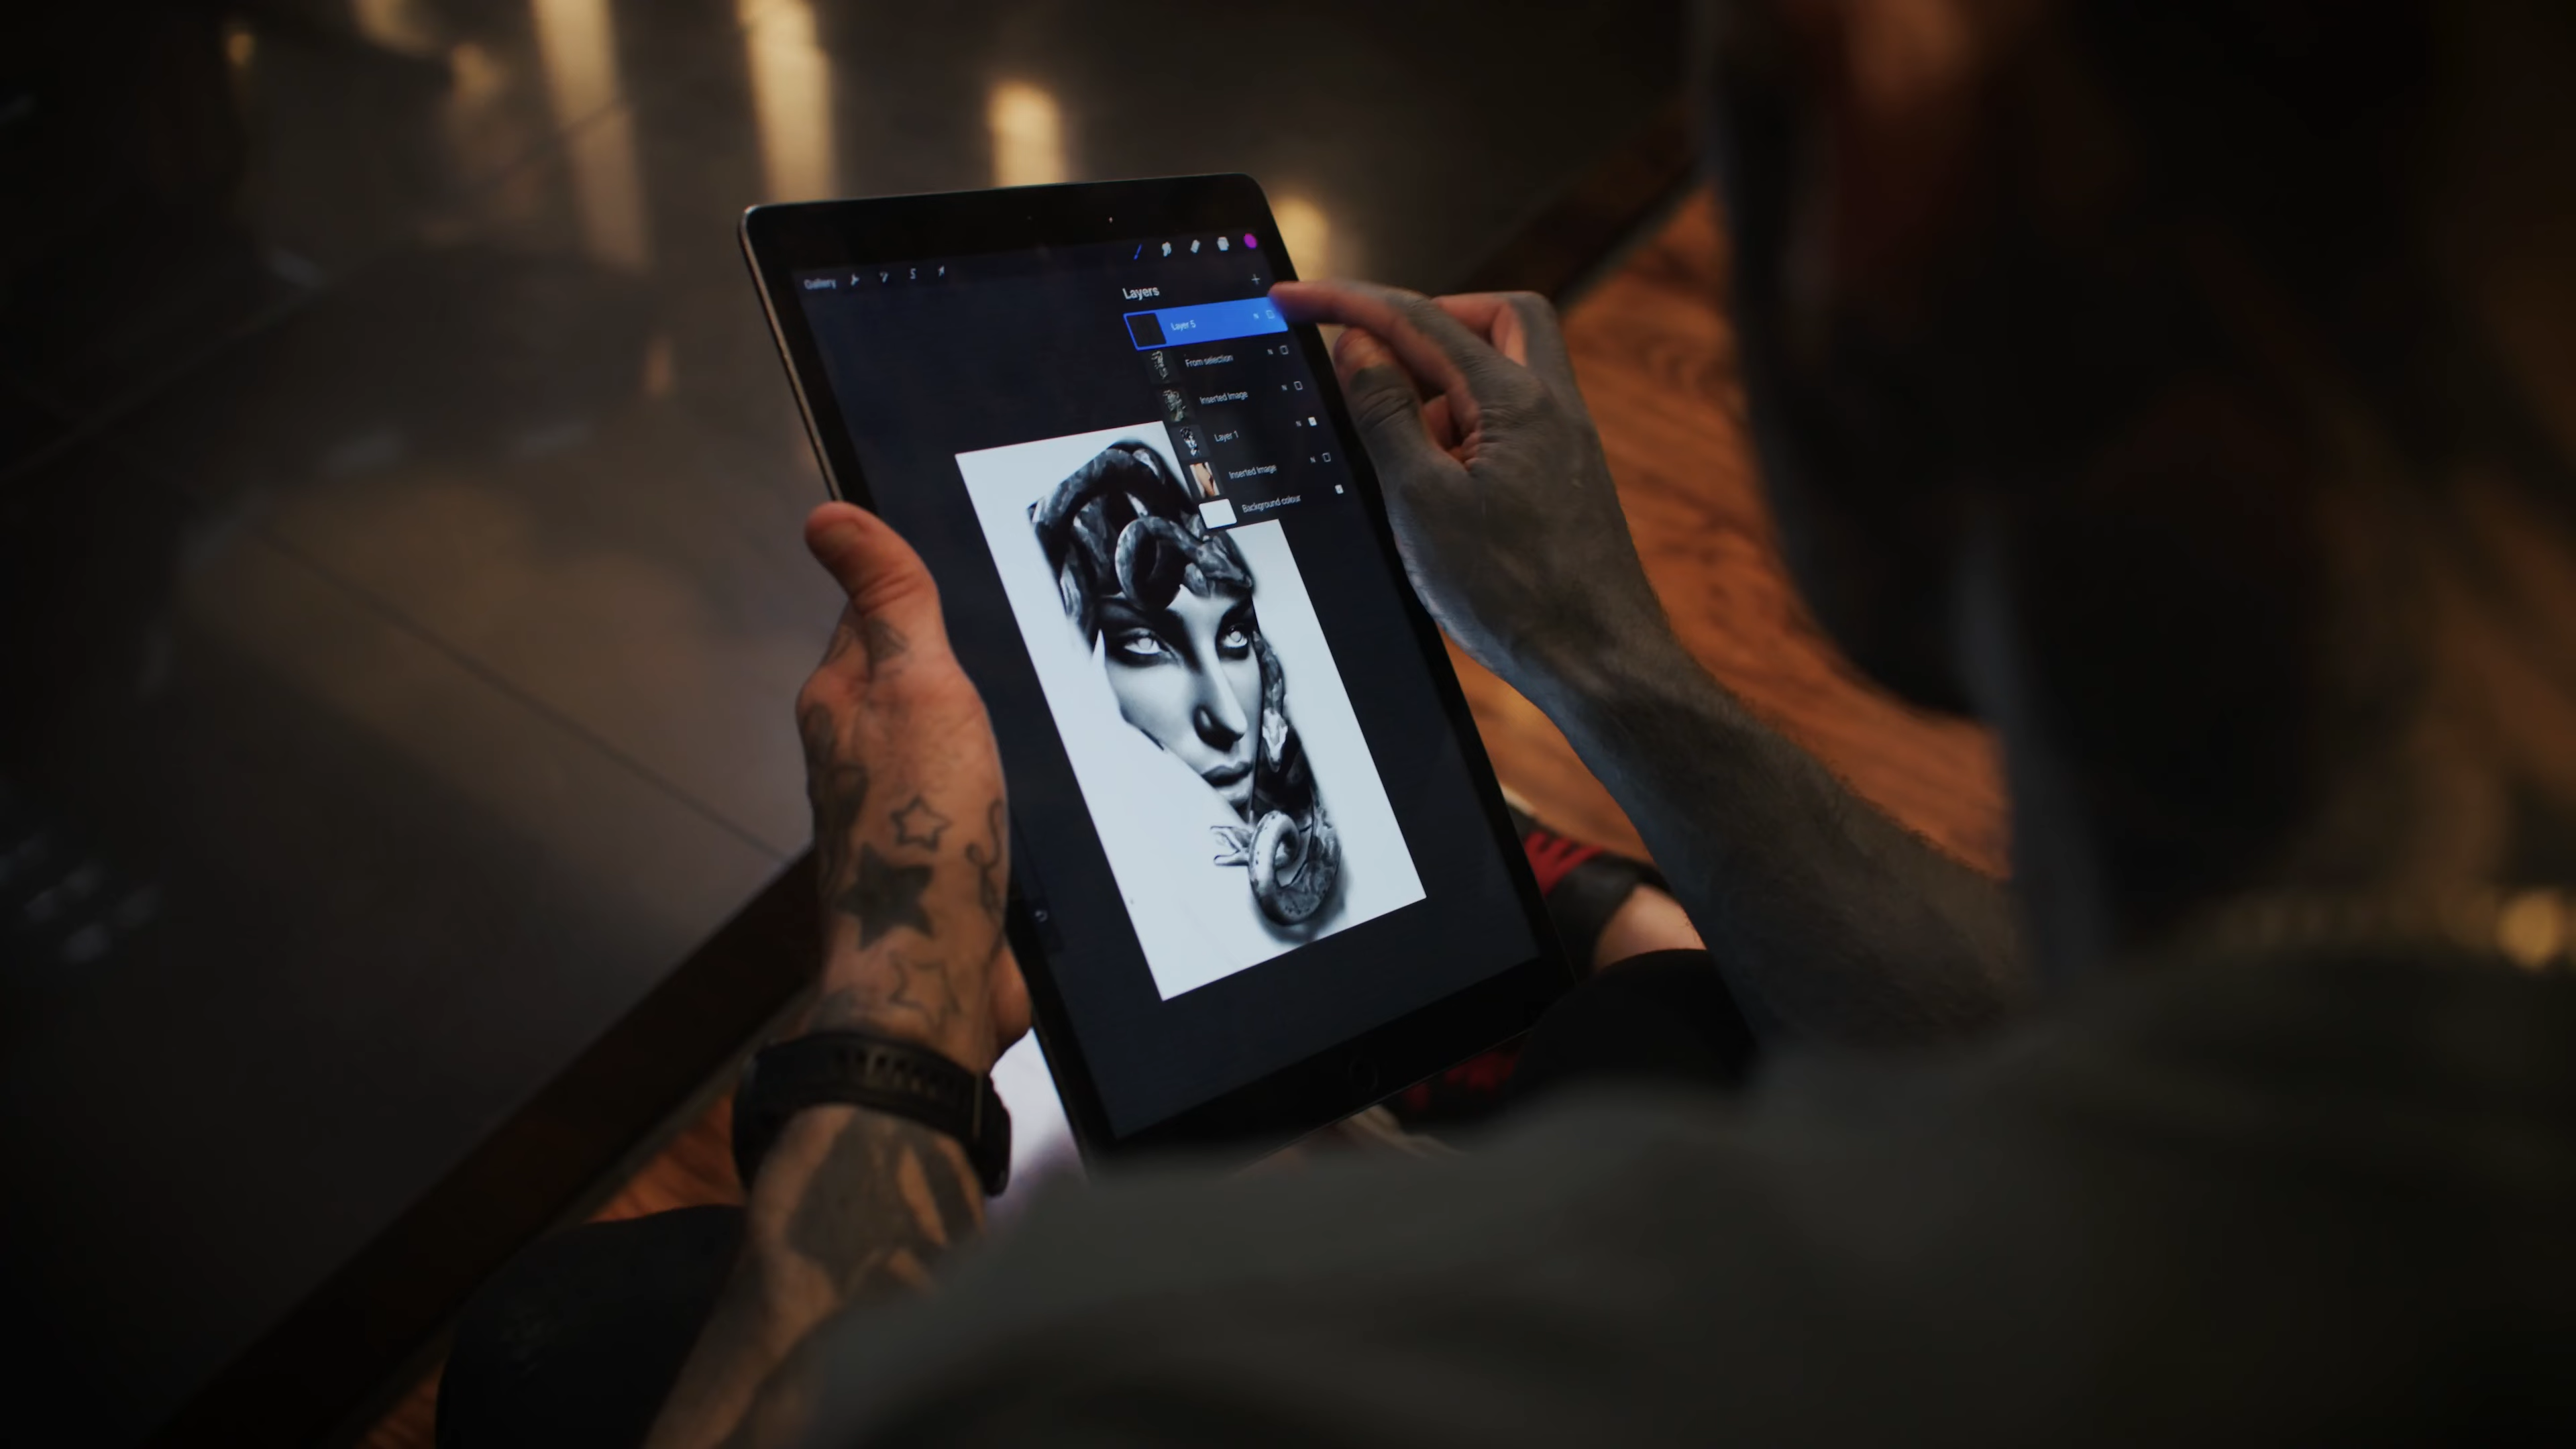 Gallery
Layers
Layer 5 N
From selection N
Inserted Image N
Layer 1 N
Inserted Image N
Background colour